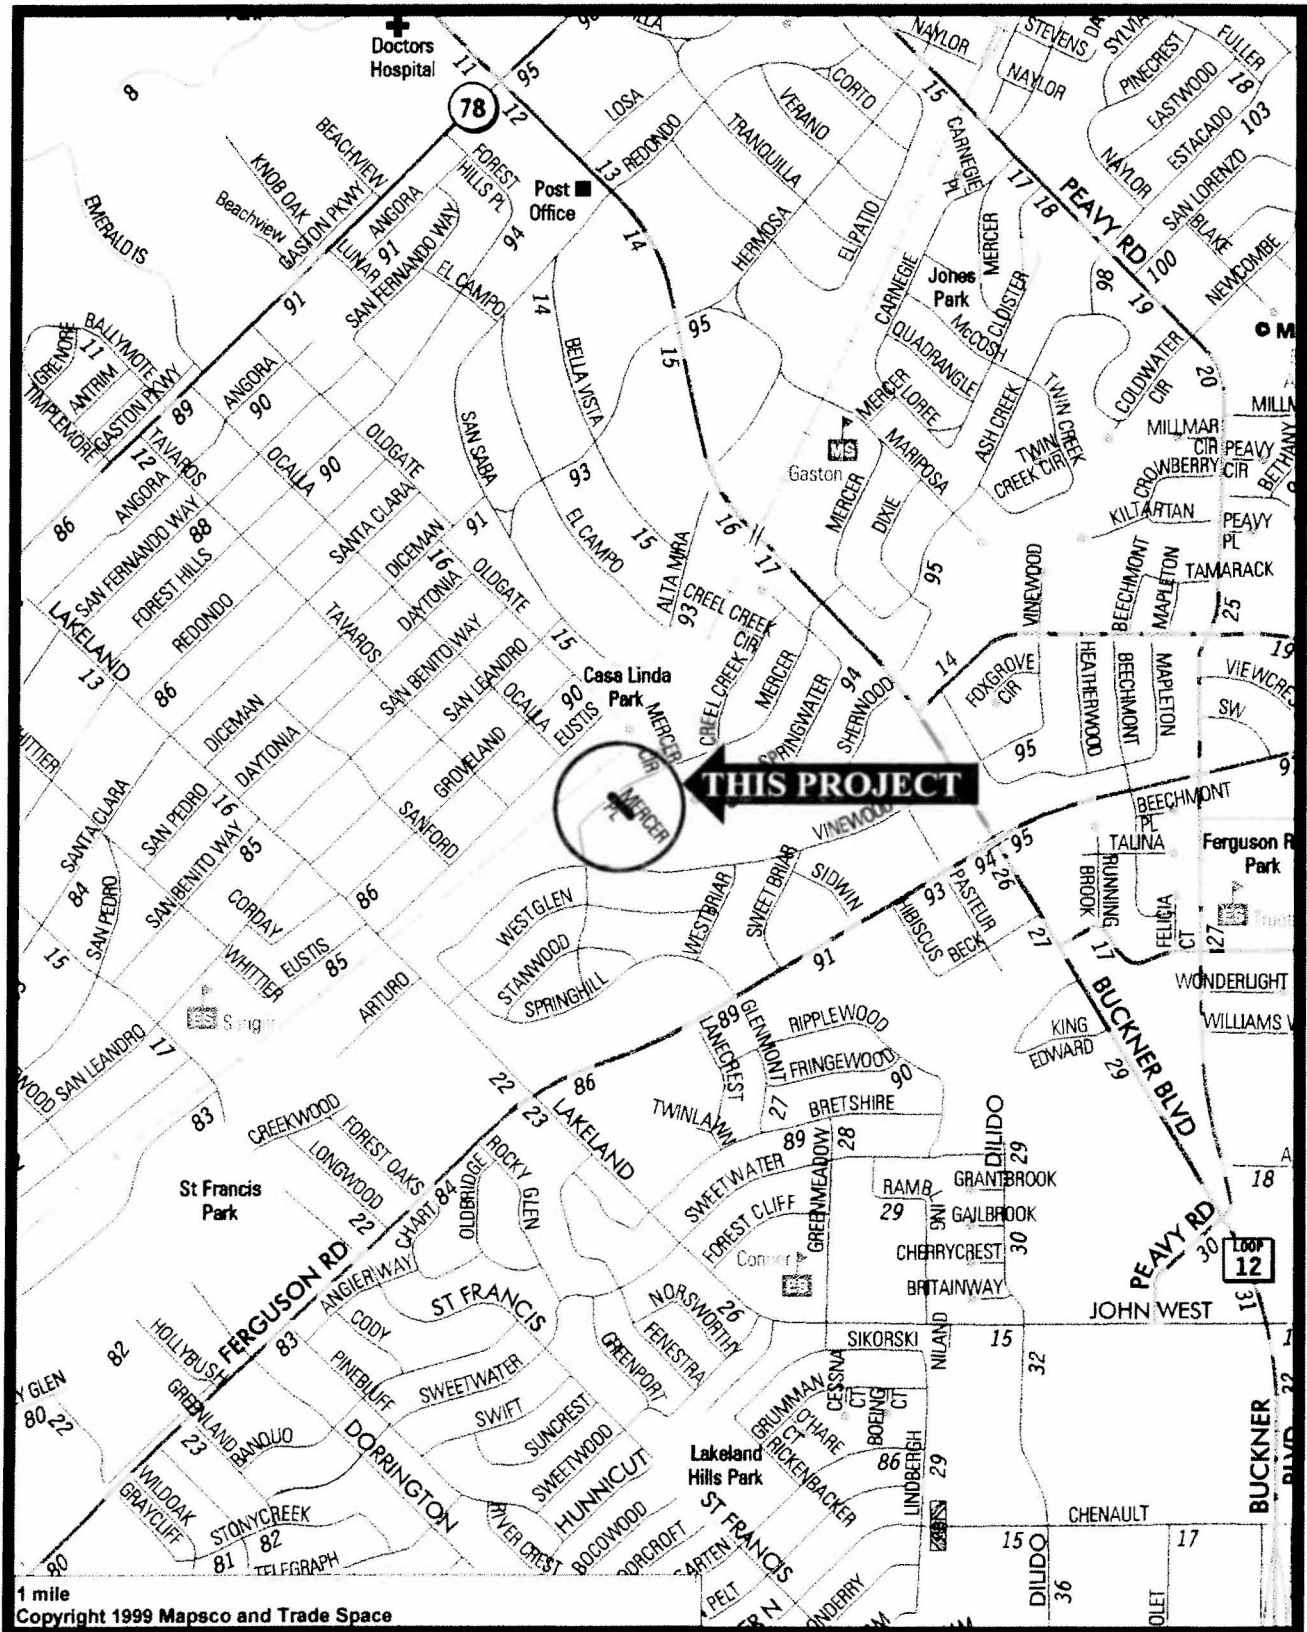 Doctors
Hospital
8
11
95
78
12
LOSA
CORTO
VERANO
TRANQUILLA
REDONDO
13
NAYLOR
STEVENS
NAYLOR
15
PINECREST
FULLER
18
EASTWOOD
ESTACADO
103
NAYLOR
SAN LORENZO
BLAKE
NEWCOMBE
100
PEAVY RD
17
18
98
19
20
CARNEGIE
PL
MERCER
CLOISTER
Jones
Park
McCOSH
CARNEGIE
QUADRANGLE
BEACHVIEW
KNOB OAK
Beachview
GASTON PKWY
EMERALD IS
FOREST
HILLS PL
ANGORA
LUNAR
91
SAN FERNANDO WAY
94
EL CAMPO
Post
Office
14
14
HERMOSA
EL PATIO
95
15
91
BALLYMOTE
11
GRENORE
ANTRIM
TIMPLEMORE
GASTON PKWY
89
ANGORA
90
BELLA VISTA
SAN SABA
93
OLDGATE
OCALLA
90
TAVAROS
12
ANGORA
86
SAN FERNANDO WAY
88
FOREST HILLS
REDONDO
SANTA CLARA
DICEMAN
91
16
DAYTONIA
OLDGATE
EL CAMPO
15
ALTA MIRA
93
16
17
MS
Gaston
MERCER
LOREE
MARIPOSA
MERCER
DIXIE
95
ASH CREEK
TWIN CREEK
TWIN
CREEK CIR
COLDWATER
CIR
MILLMAR
CIR
PEAVY
CIR
BETHANY
CROWBERRY
KILTARTAN
PEAVY
PL
TAMARACK
25
VINEWOOD
BEECHMONT
MAPLETON
19
LAKELAND
13
86
TAVAROS
SAN BENITO WAY
SAN LEANDRO
15
OCALLA
90
EUSTIS
Casa Linda
Park
CREEL CREEK
CIR
CREEL CREEK
MERCER
SPRINGWATER
94
SHERWOOD
14
FOXGROVE
CIR
HEATHERWOOD
BEECHMONT
MAPLETON
SW
95
DICEMAN
DAYTONIA
GROVELAND
SANFORD
MERCER
CIR
MERCER
PL
THIS PROJECT
VINEWOOD
BEECHMONT
PL
TALINA
SANTA CLARA
SAN PEDRO
16
SAN BENITO WAY
85
84
SAN PEDRO
CORDAY
86
WHITTIER
EUSTIS
85
ARTURO
15
WEST GLEN
STANWOOD
SPRINGHILL
WESTBRIAR
SWEET BRIAR
SIDWIN
91
93
94
95
26
HIBISCUS
PASTEUR
BECK
27
RUNNING
BROOK
FELICIA
CT
17
27
WONDERLIGHT
SAN LEANDRO
17
83
22
86
23
89
GLENMONT
LANECREST
RIPPLEWOOD
FRINGEWOOD
90
27
BRETSHIRE
TWINLAWN
89
28
KING
EDWARD
29
BUCKNER BLVD
CREEKWOOD
FOREST OAKS
LONGWOOD
22
St Francis
Park
LAKELAND
ROCKY GLEN
OLDBRIDGE
84
CHART
ANGIER WAY
FERGUSON RD
83
SWEETWATER
FOREST CLIFF
GREENMEADOW
DILIDO
29
GRANTBROOK
GAILBROOK
29
CHERRYCREST
30
BRITAINWAY
18
PEAVY RD
30
LOOP
12
31
JOHN WEST
ST FRANCIS
CODY
NORSWORTHY
26
FENESTRA
GREENPORT
SIKORSKI
NILAND
15
32
82
HOLLYBUSH
GREENLAND
23
BANQUO
PINEBLUFF
SWEETWATER
SWIFT
SUNCREST
SWEETWOOD
HUNNICUT
DORRINGTON
80
22
WILDOAK
GRAYCLIFF
STONYCREEK
82
81
TELEGRAPH
80
RIVER CREST
BOCOWOOD
Lakeland
Hills Park
ST FRANCIS
GRUMMAN
CESSNA
CT
O'HARE
CT
BOEING
CT
RICKENBACKER
86
LINDBERGH
29
CHENAULT
15
17
DILIDO
36
BUCKNER
BLVD
1 mile
Copyright 1999 Mapsco and Trade Space